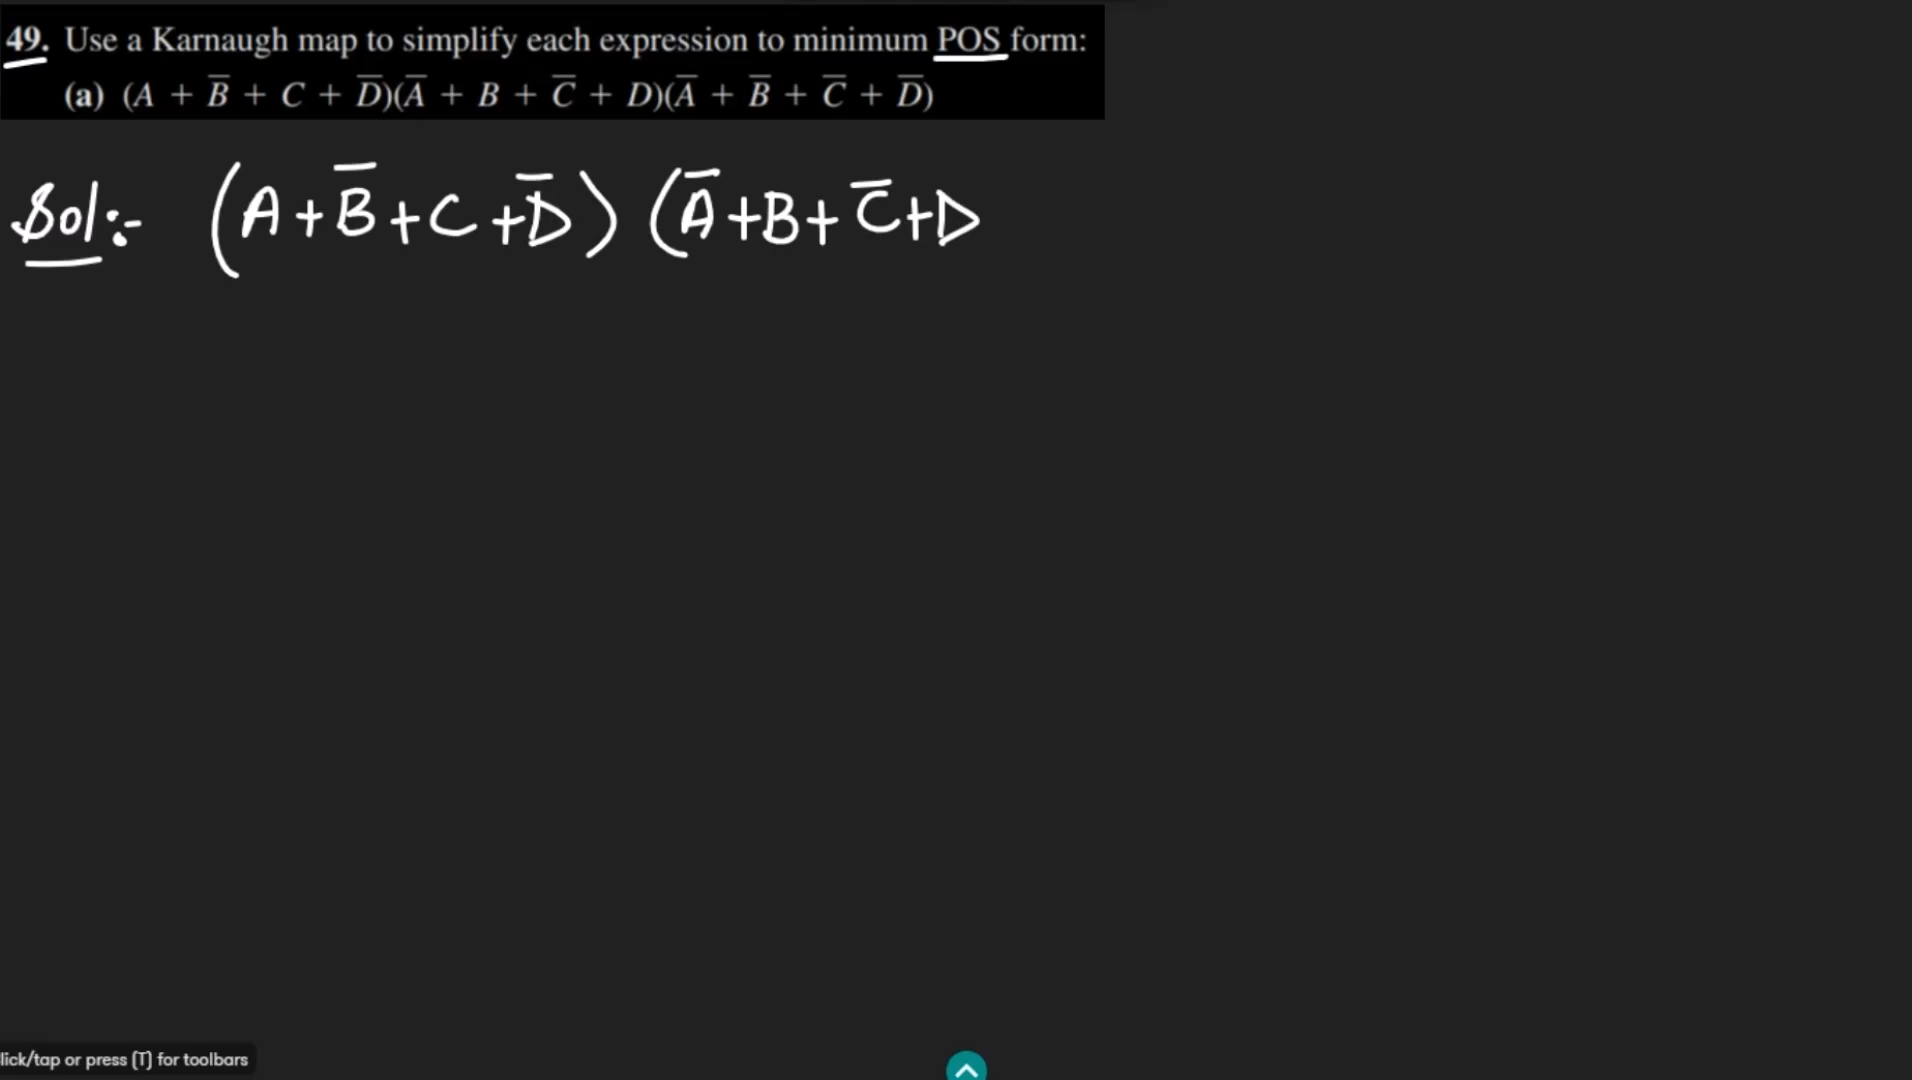 49. Use a Karnaugh map to simplify each expression to minimum POS form:
(a) (A + B̅ + C + D̅)(A̅ + B + C̅ + D)(A̅ + B̅ + C̅ + D̅)
Sol:- (A+B̅+C+D̅) (A̅+B+C̅+D
lick/tap or press (T) for toolbars